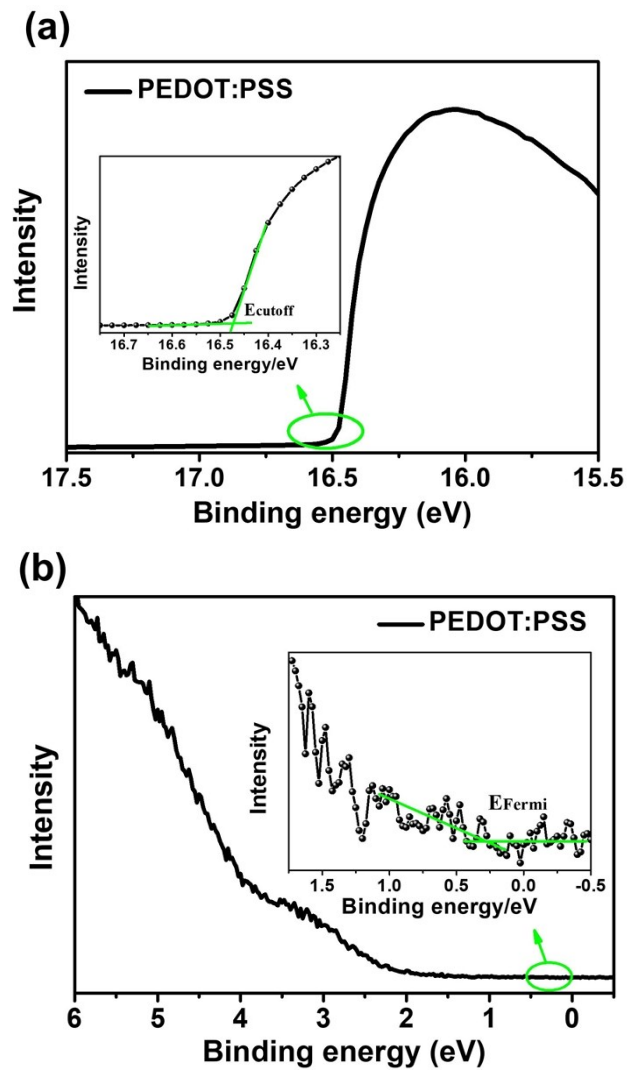 (a)
PEDOT:PSS
Intensity
Intensity
Ecutoff
16.7 16.6 16.5 16.4 16.3
Binding energy/eV
17.5 17.0 16.5 16.0 15.5
Binding energy (eV)
(b)
PEDOT:PSS
Intensity
Intensity
EFermi
1.5 1.0 0.5 0.0 -0.5
Binding energy/eV
6 5 4 3 2 1 0
Binding energy (eV)